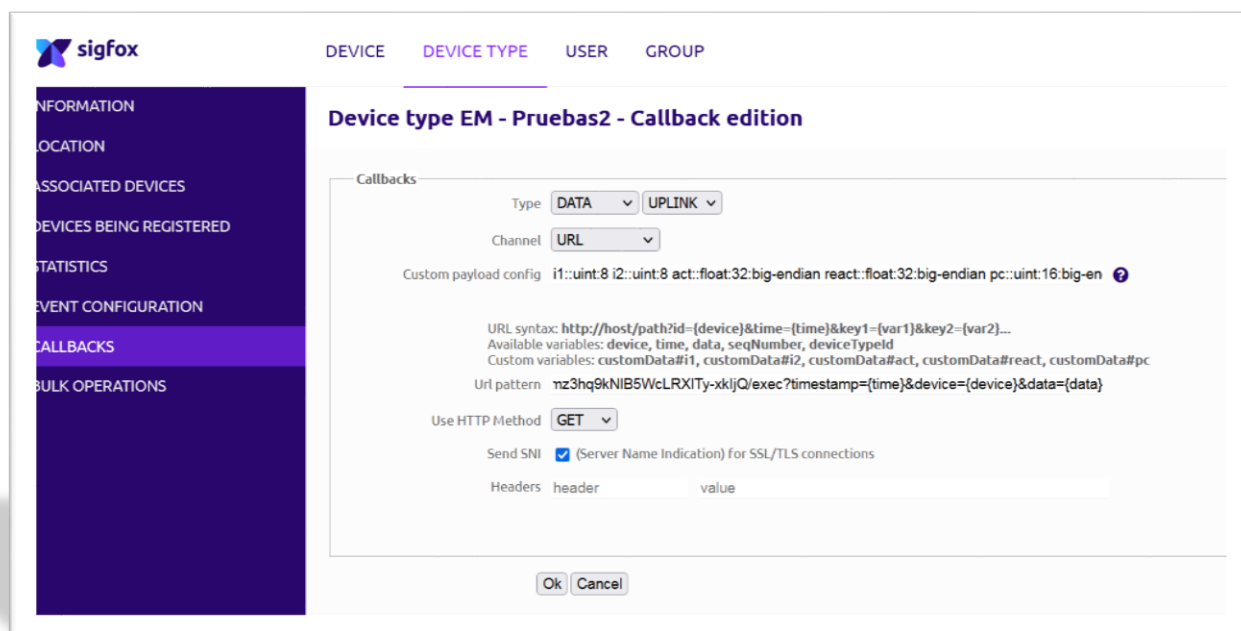 sigfox
DEVICE DEVICE TYPE USER GROUP
NFORMATION
OCATION
ASSOCIATED DEVICES
DEVICES BEING REGISTERED
STATISTICS
EVENT CONFIGURATION
CALLBACKS
BULK OPERATIONS
Device type EM - Pruebas2 - Callback edition
Callbacks
Type DATA UPLINK
Channel URL
Custom payload config i1::uint:8 i2::uint:8 act::float:32:big-endian react::float:32:big-endian pc::uint:16:big-en ?
URL syntax: http://host/path?id={device}&time={time}&key1={var1}&key2={var2}...
Available variables: device, time, data, seqNumber, deviceTypeId
Custom variables: customData#i1, customData#i2, customData#act, customData#react, customData#pc
Url pattern /exec?timestamp={time}&device={device}&data={data}
Use HTTP Method GET
Send SNI (Server Name Indication) for SSL/TLS connections
Headers header value
Ok Cancel